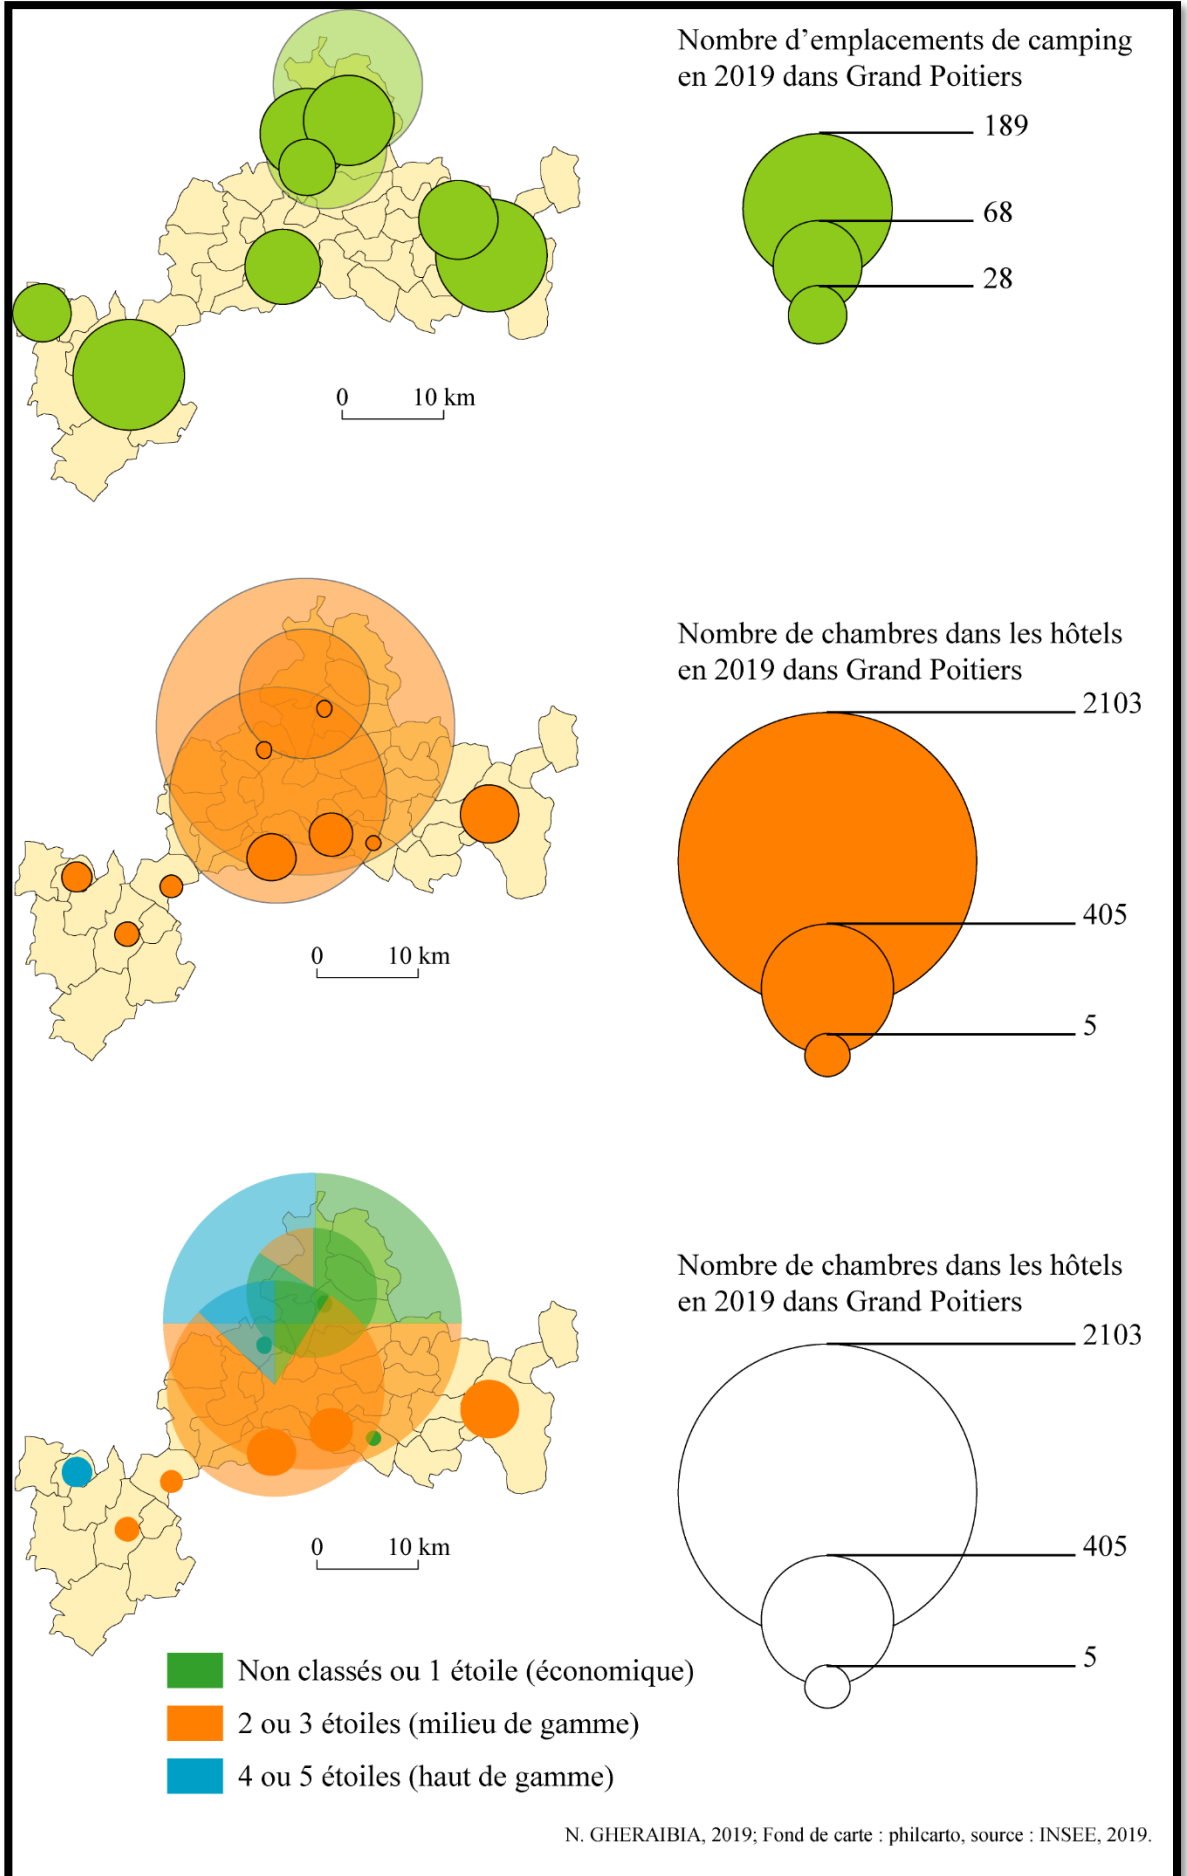 Nombre d’emplacements de camping
en 2019 dans Grand Poitiers
189
68
28
0 10 km
Nombre de chambres dans les hôtels
en 2019 dans Grand Poitiers
2103
405
5
0 10 km
Nombre de chambres dans les hôtels
en 2019 dans Grand Poitiers
2103
405
5
0 10 km
Non classés ou 1 étoile (économique)
2 ou 3 étoiles (milieu de gamme)
4 ou 5 étoiles (haut de gamme)
N. GHERAIBIA, 2019; Fond de carte : philcarto, source : INSEE, 2019.